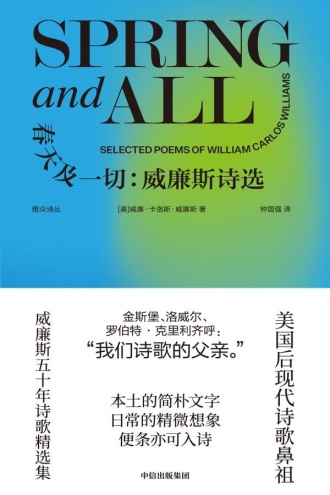 SPRING
and ALL
SELECTED POEMS OF WILLIAM CARLOS WILLIAMS
春天及一切：威廉斯诗选
雅众诗丛
[美]威廉·卡洛斯·威廉斯 著
钟国强 译
金斯堡、洛威尔、
罗伯特·克里利齐呼：
“我们诗歌的父亲。”
美国后现代诗歌鼻祖
威廉斯五十年诗歌精选集
本土的简朴文字
日常的精微想象
便条亦可入诗
中信出版集团